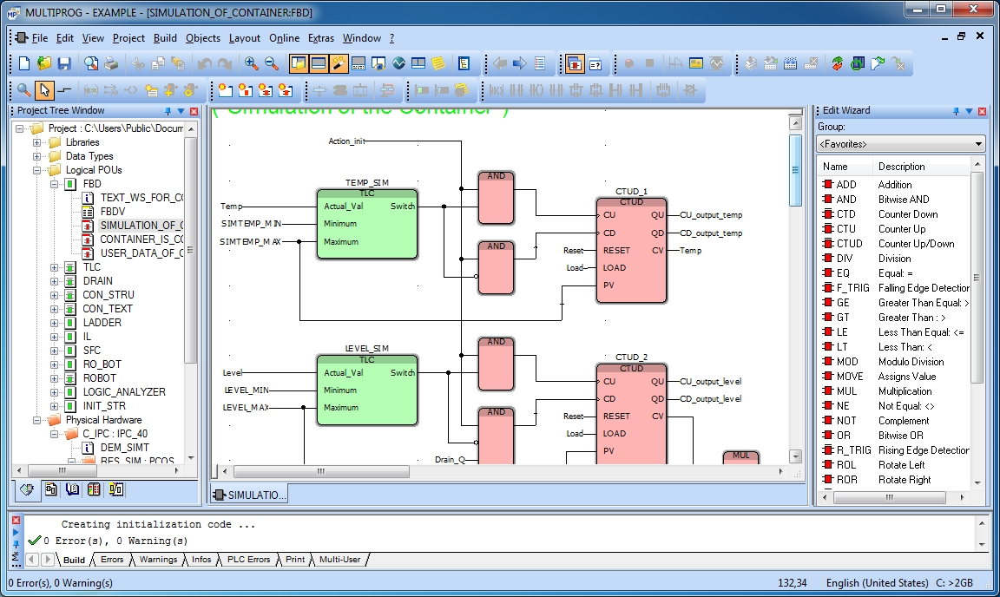 MULTIPROG - EXAMPLE - [SIMULATION_OF_CONTAINER:FBD]
File Edit View Project Build Objects Layout Online Extras Window ?
Project Tree Window
Project : C:\Users\Public\Docum
Libraries
Data Types
Logical POUs
FBD
TEXT_WS_FOR_CO
FBDV
SIMULATION_OF_C
CONTAINER_IS_CO
USER_DATA_OF_C
TLC
DRAIN
CON_STRU
CON_TEXT
LADDER
IL
SFC
RO_BOT
ROBOT
LOGIC_ANALYZER
INIT_STR
Physical Hardware
C_IPC : IPC_40
DEM_SIMT
RES_SIM : PCOS
(* Simulation of the Container *)
Action_init
TEMP_SIM
TLC
Temp
Actual_Val Switch
SIMTEMP_MIN
Minimum
SIMTEMP_MAX
Maximum
AND
AND
CTUD_1
CTUD
CU QU CU_output_temp
CD QD CD_output_temp
Reset RESET CV Temp
Load LOAD
PV
LEVEL_SIM
TLC
Level
Actual_Val Switch
LEVEL_MIN
Minimum
LEVEL_MAX
Maximum
AND
AND
Drain_Q
CTUD_2
CTUD
CU QU CU_output_level
CD QD CD_output_level
Reset RESET CV
Load LOAD
PV
MUL
SIMULATIO...
Edit Wizard
Group:
<Favorites>
Name Description
ADD Addition
AND Bitwise AND
CTD Counter Down
CTU Counter Up
CTUD Counter Up/Down
DIV Division
EQ Equal: =
F_TRIG Falling Edge Detection
GE Greater Than Equal: >
GT Greater Than : >
LE Less Than Equal: <=
LT Less Than: <
MOD Modulo Division
MOVE Assigns Value
MUL Multiplication
NE Not Equal: <>
NOT Complement
OR Bitwise OR
R_TRIG Rising Edge Detection
ROL Rotate Left
ROR Rotate Right
Creating initialization code ...
0 Error(s), 0 Warning(s)
Build Errors Warnings Infos PLC Errors Print Multi-User
0 Error(s), 0 Warning(s) 132,34 English (United States) C: >2GB